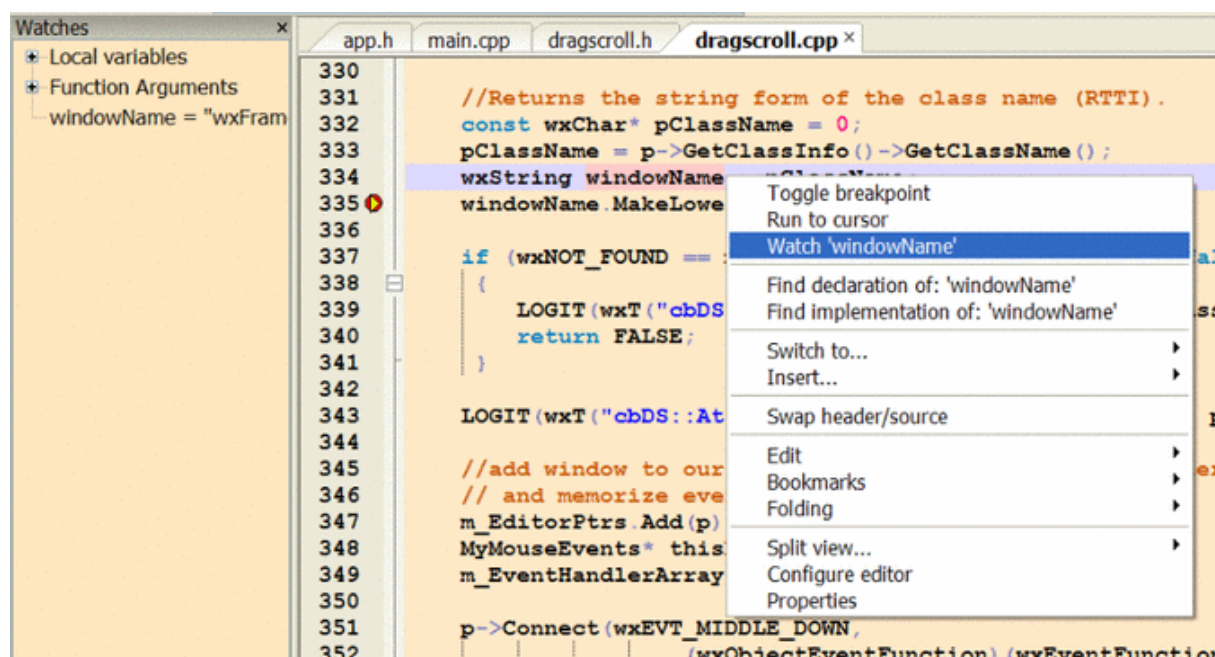 Watches ×
Local variables
Function Arguments
windowName = "wxFram
app.h main.cpp dragscroll.h dragscroll.cpp ×
330
331 //Returns the string form of the class name (RTTI).
332 const wxChar* pClassName = 0;
333 pClassName = p->GetClassInfo()->GetClassName();
334 wxString windowName
335 windowName.MakeLowe
336
337 if (wxNOT_FOUND ==
338 {
339 LOGIT(wxT("cbDS
340 return FALSE;
341 }
342
343 LOGIT(wxT("cbDS::At
344
345 //add window to our
346 // and memorize eve
347 m_EditorPtrs.Add(p)
348 MyMouseEvents* this
349 m_EventHandlerArray
350
351 p->Connect(wxEVT_MIDDLE_DOWN,
352 (wxObjectEventFunction)(wxEventFunction
Toggle breakpoint
Run to cursor
Watch 'windowName'
Find declaration of: 'windowName'
Find implementation of: 'windowName'
Switch to...
Insert...
Swap header/source
Edit
Bookmarks
Folding
Split view...
Configure editor
Properties